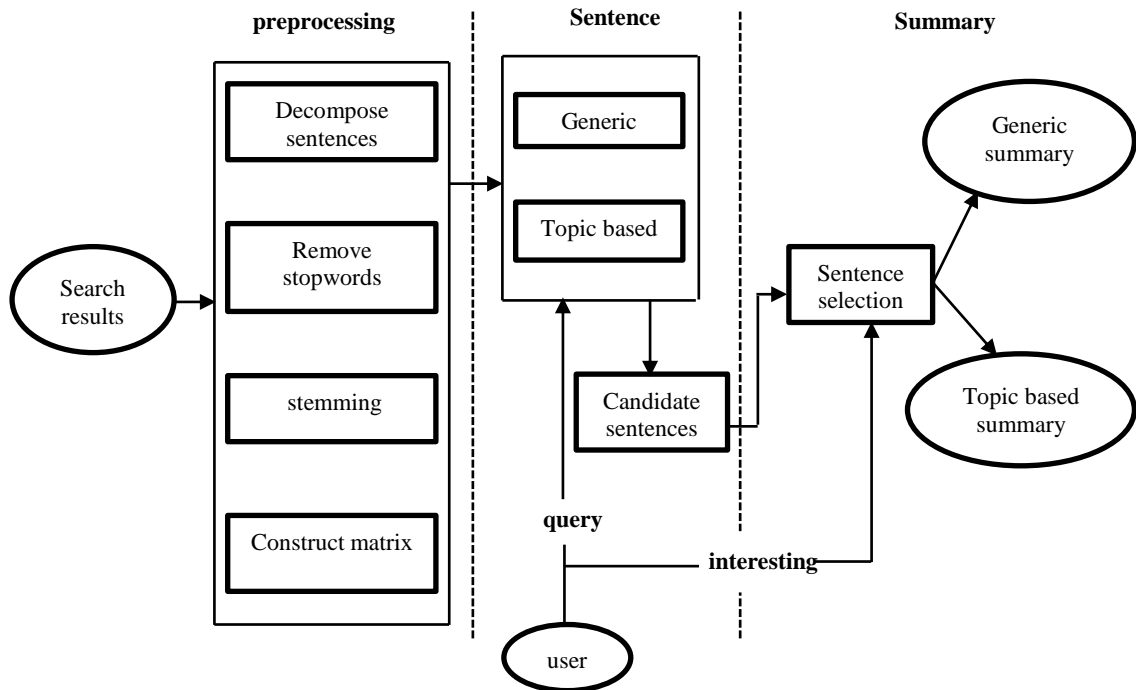 preprocessing
Sentence
Summary
Decompose
sentences
Remove
stopwords
stemming
Construct matrix
Search
results
Generic
Topic based
Candidate
sentences
query
interesting
user
Sentence
selection
Generic
summary
Topic based
summary